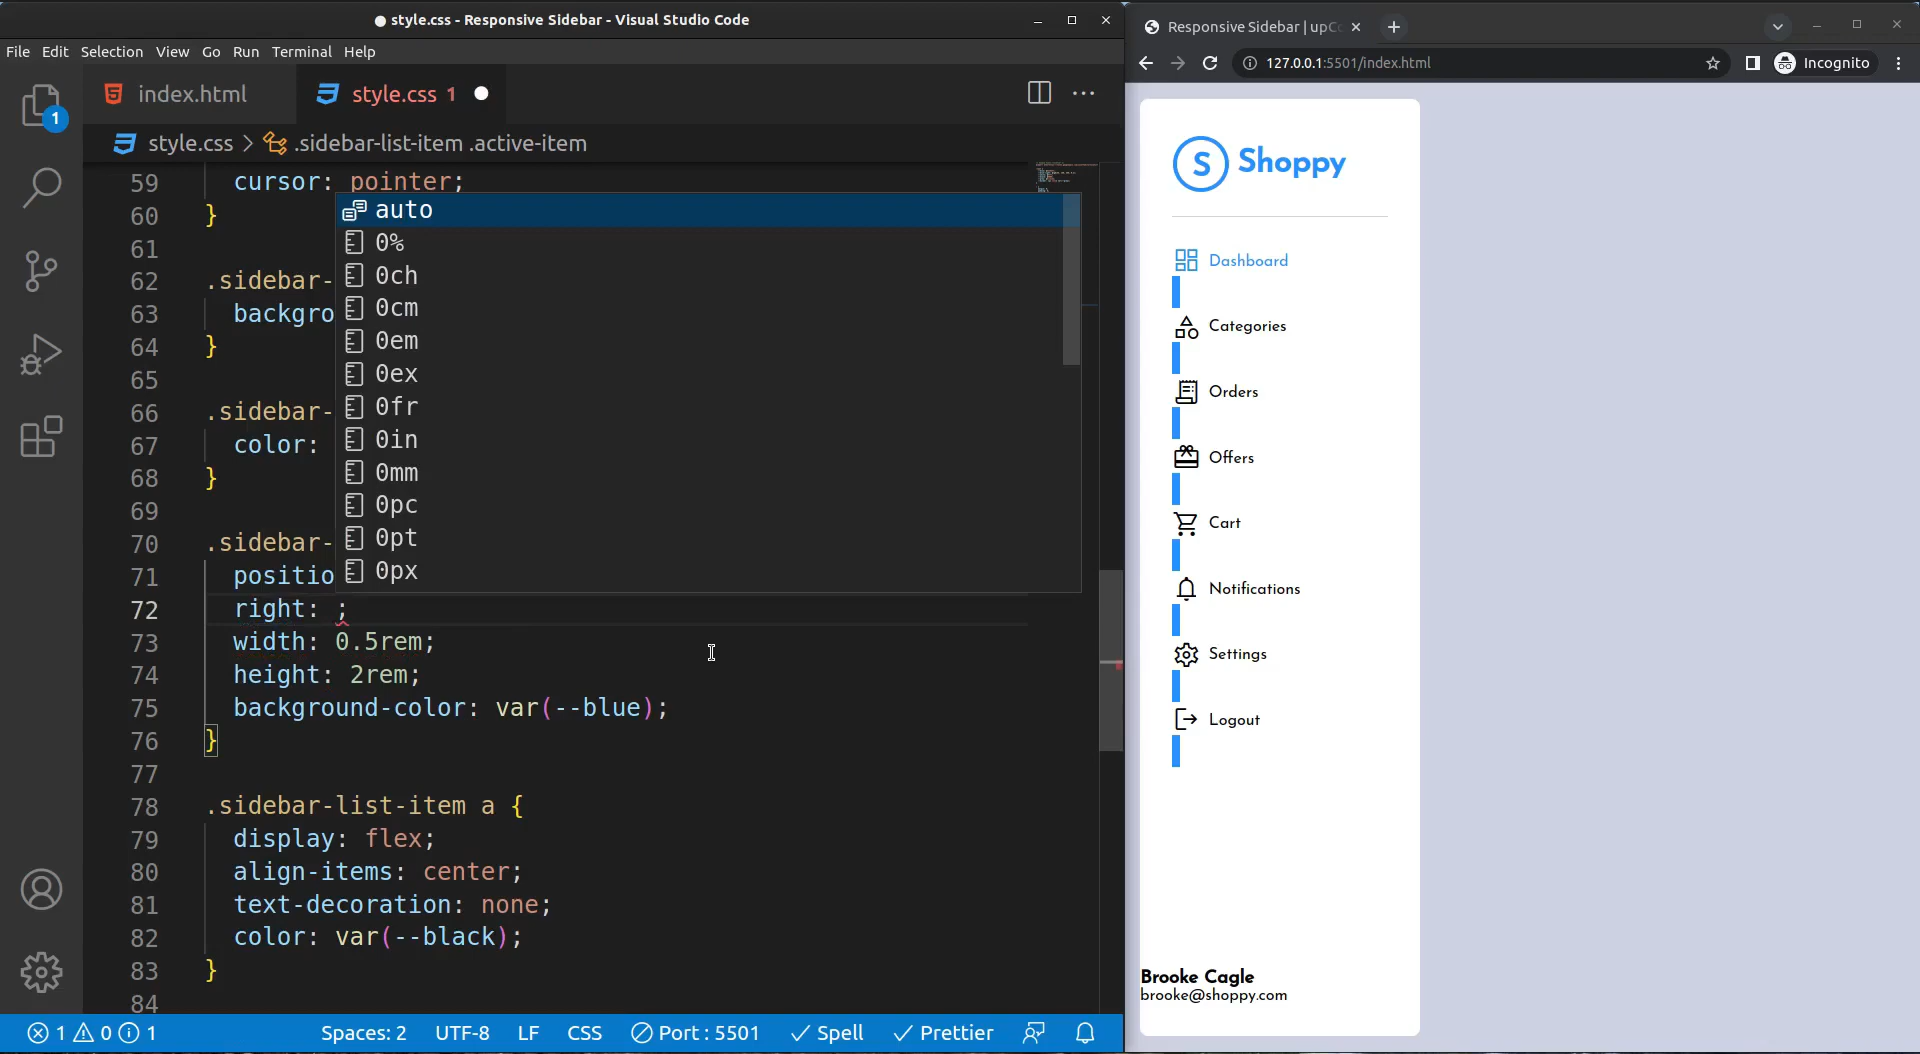 style.css - Responsive Sidebar - Visual Studio Code
File Edit Selection View Go Run Terminal Help
1
index.html
style.css 1
style.css > .sidebar-list-item .active-item
59 cursor: pointer;
60 }
61
62 .sidebar-
63 backgro
64 }
65
66 .sidebar-
67 color:
68 }
69
70 .sidebar-
71 positio
72 right: ;
73 width: 0.5rem;
74 height: 2rem;
75 background-color: var(--blue);
76 }
77
78 .sidebar-list-item a {
79 display: flex;
80 align-items: center;
81 text-decoration: none;
82 color: var(--black);
83 }
84
auto
0%
0ch
0cm
0em
0ex
0fr
0in
0mm
0pc
0pt
0px
1 0 1 Spaces: 2 UTF-8 LF CSS Port : 5501 Spell Prettier
Responsive Sidebar | upCo
127.0.0.1:5501/index.html
Incognito
S Shoppy
Dashboard
Categories
Orders
Offers
Cart
Notifications
Settings
Logout
Brooke Cagle
brooke@shoppy.com